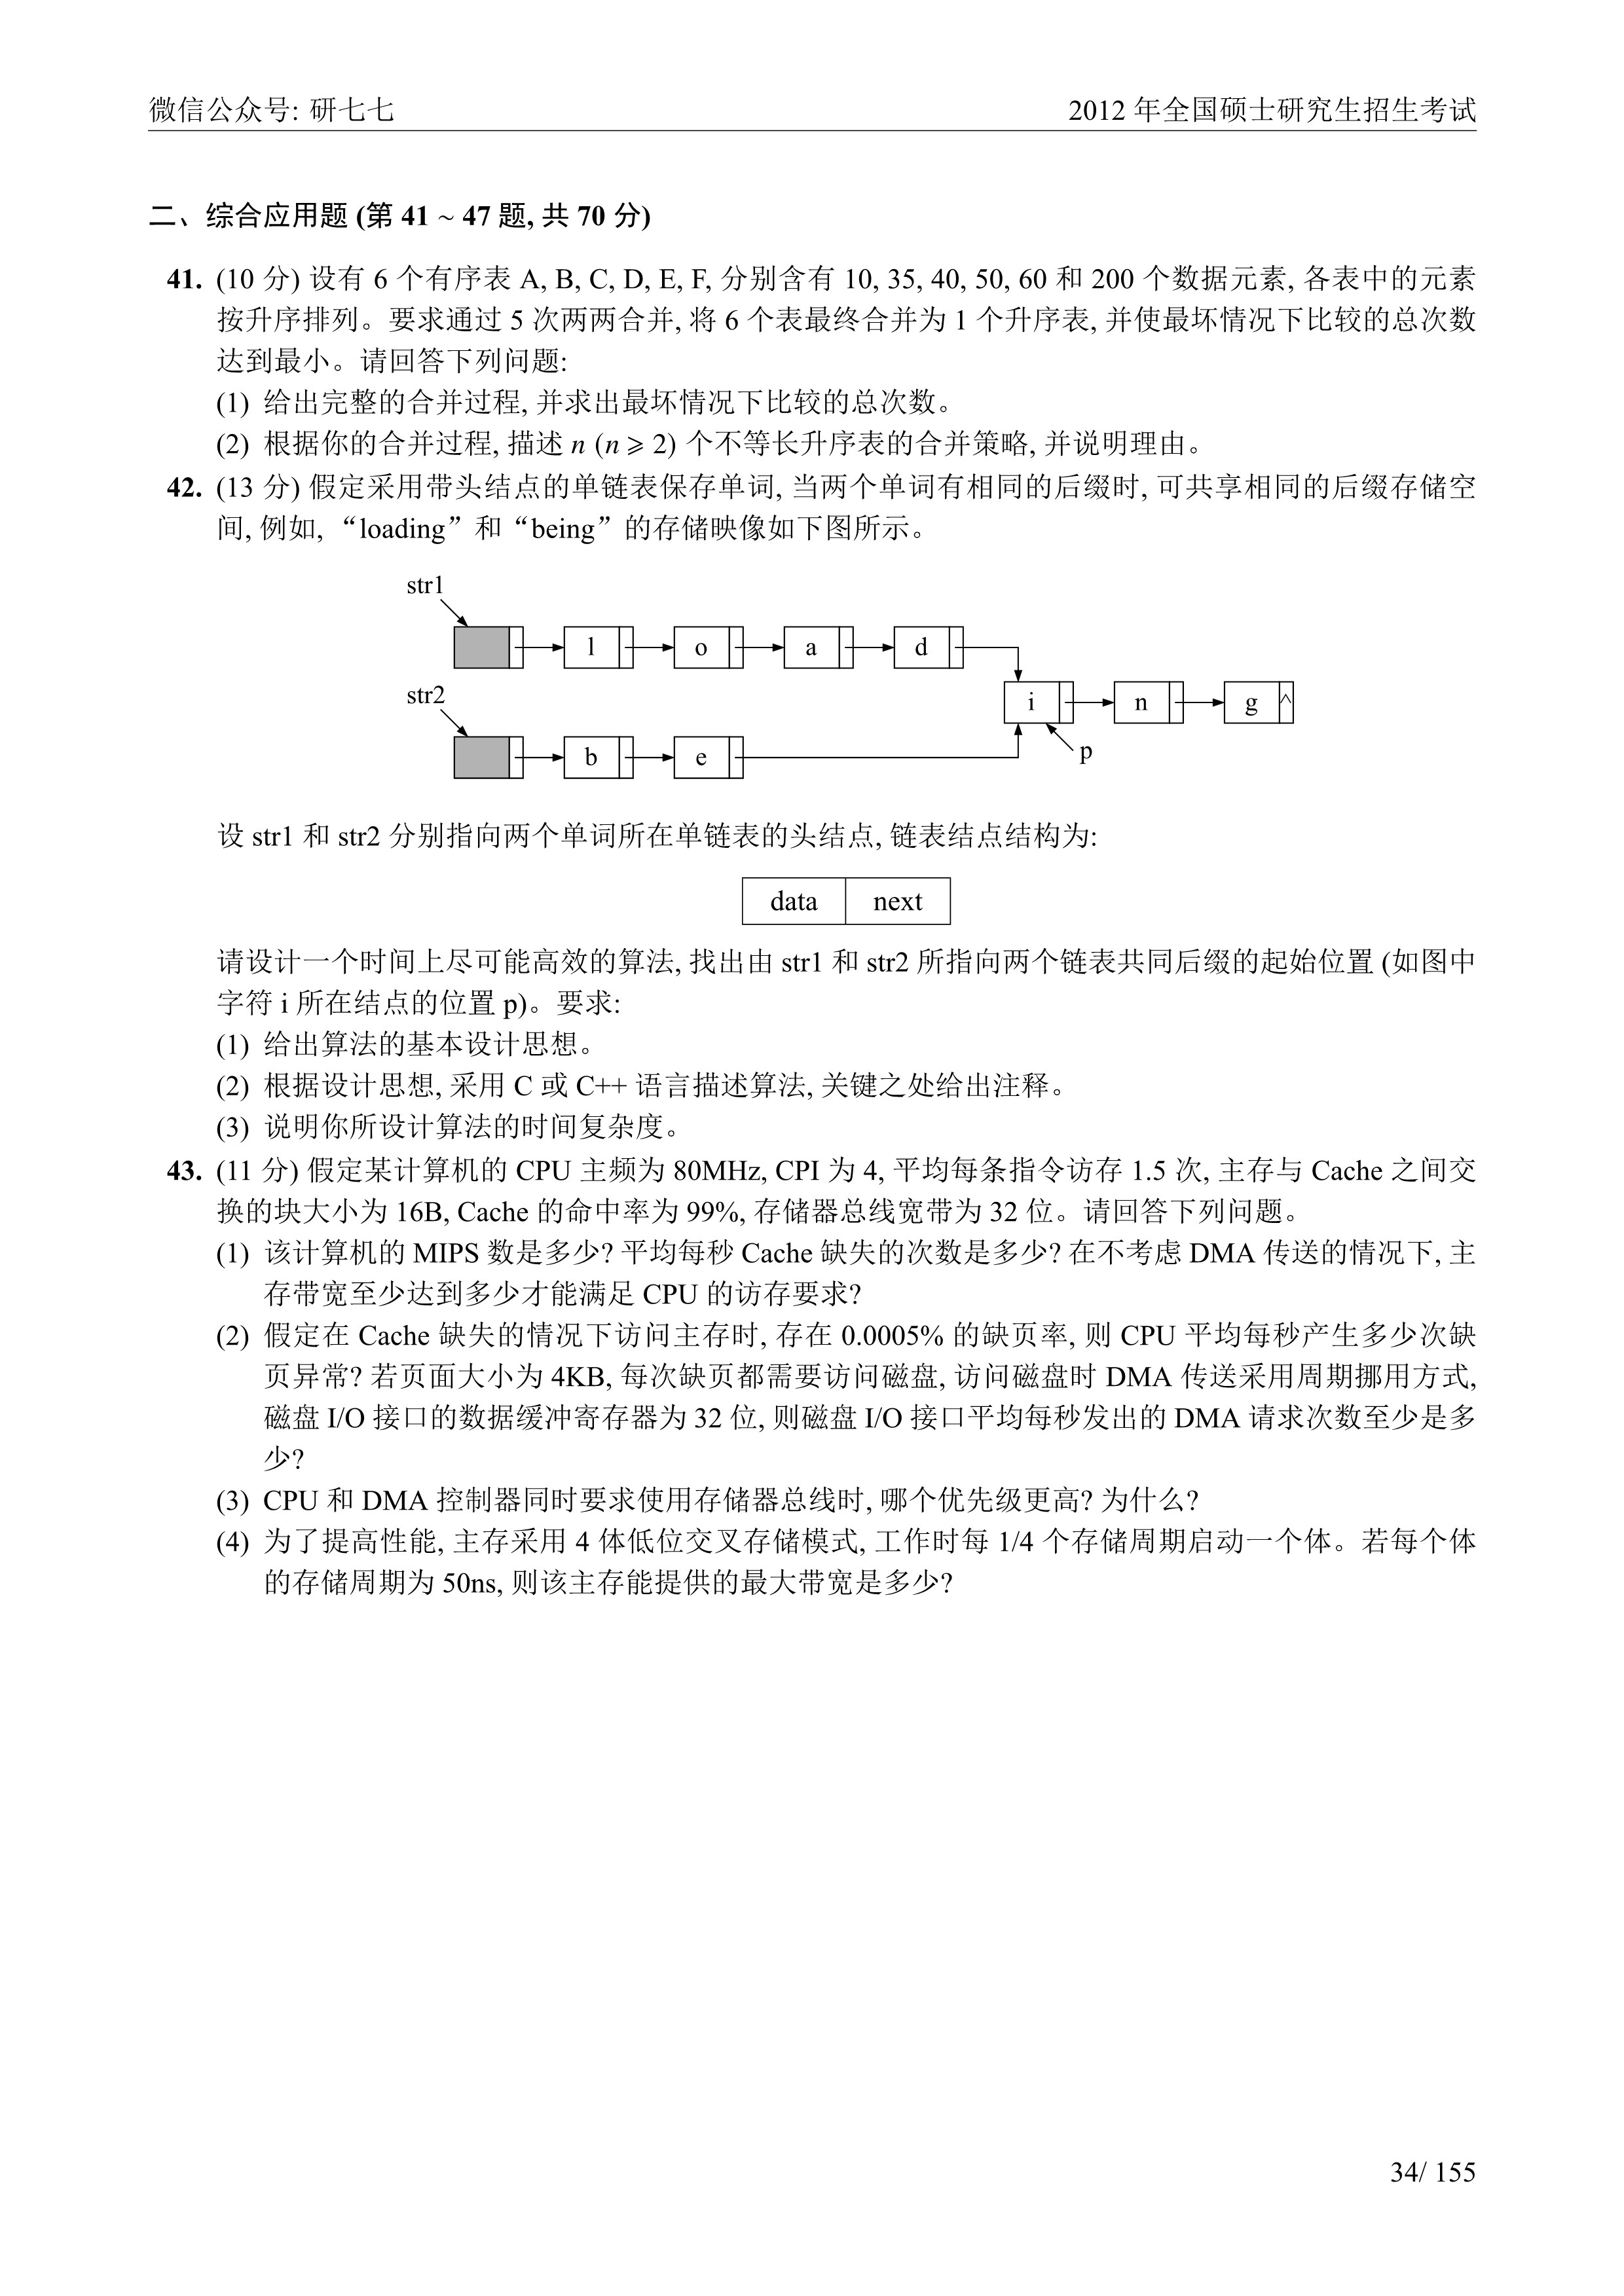 微信公众号: 研七七
2012 年全国硕士研究生招生考试
二、综合应用题 (第 41 ~ 47 题, 共 70 分)
41. (10 分) 设有 6 个有序表 A, B, C, D, E, F, 分别含有 10, 35, 40, 50, 60 和 200 个数据元素, 各表中的元素
按升序排列。要求通过 5 次两两合并, 将 6 个表最终合并为 1 个升序表, 并使最坏情况下比较的总次数
达到最小。请回答下列问题:
(1) 给出完整的合并过程, 并求出最坏情况下比较的总次数。
(2) 根据你的合并过程, 描述 n (n ⩾ 2) 个不等长升序表的合并策略, 并说明理由。
42. (13 分) 假定采用带头结点的单链表保存单词, 当两个单词有相同的后缀时, 可共享相同的后缀存储空
间, 例如, “loading” 和 “being” 的存储映像如下图所示。
str1
l o a d
str2
i n g ^
b e
p
设 str1 和 str2 分别指向两个单词所在单链表的头结点, 链表结点结构为:
data next
请设计一个时间上尽可能高效的算法, 找出由 str1 和 str2 所指向两个链表共同后缀的起始位置 (如图中
字符 i 所在结点的位置 p)。要求:
(1) 给出算法的基本设计思想。
(2) 根据设计思想, 采用 C 或 C++ 语言描述算法, 关键之处给出注释。
(3) 说明你所设计算法的时间复杂度。
43. (11 分) 假定某计算机的 CPU 主频为 80MHz, CPI 为 4, 平均每条指令访存 1.5 次, 主存与 Cache 之间交
换的块大小为 16B, Cache 的命中率为 99%, 存储器总线宽带为 32 位。请回答下列问题。
(1) 该计算机的 MIPS 数是多少? 平均每秒 Cache 缺失的次数是多少? 在不考虑 DMA 传送的情况下, 主
存带宽至少达到多少才能满足 CPU 的访存要求?
(2) 假定在 Cache 缺失的情况下访问主存时, 存在 0.0005% 的缺页率, 则 CPU 平均每秒产生多少次缺
页异常? 若页面大小为 4KB, 每次缺页都需要访问磁盘, 访问磁盘时 DMA 传送采用周期挪用方式,
磁盘 I/O 接口的数据缓冲寄存器为 32 位, 则磁盘 I/O 接口平均每秒发出的 DMA 请求次数至少是多
少?
(3) CPU 和 DMA 控制器同时要求使用存储器总线时, 哪个优先级更高? 为什么?
(4) 为了提高性能, 主存采用 4 体低位交叉存储模式, 工作时每 1/4 个存储周期启动一个体。若每个体
的存储周期为 50ns, 则该主存能提供的最大带宽是多少?
34/ 155